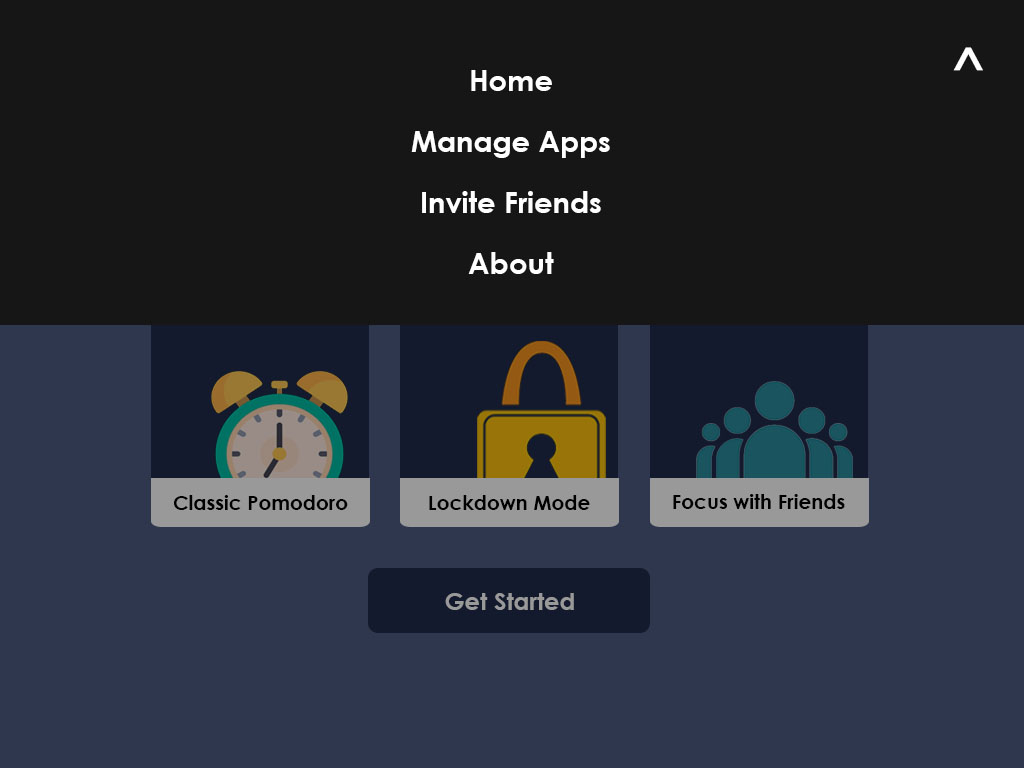 Home
Manage Apps
Invite Friends
About
Classic Pomodoro
Lockdown Mode
Focus with Friends
Get Started